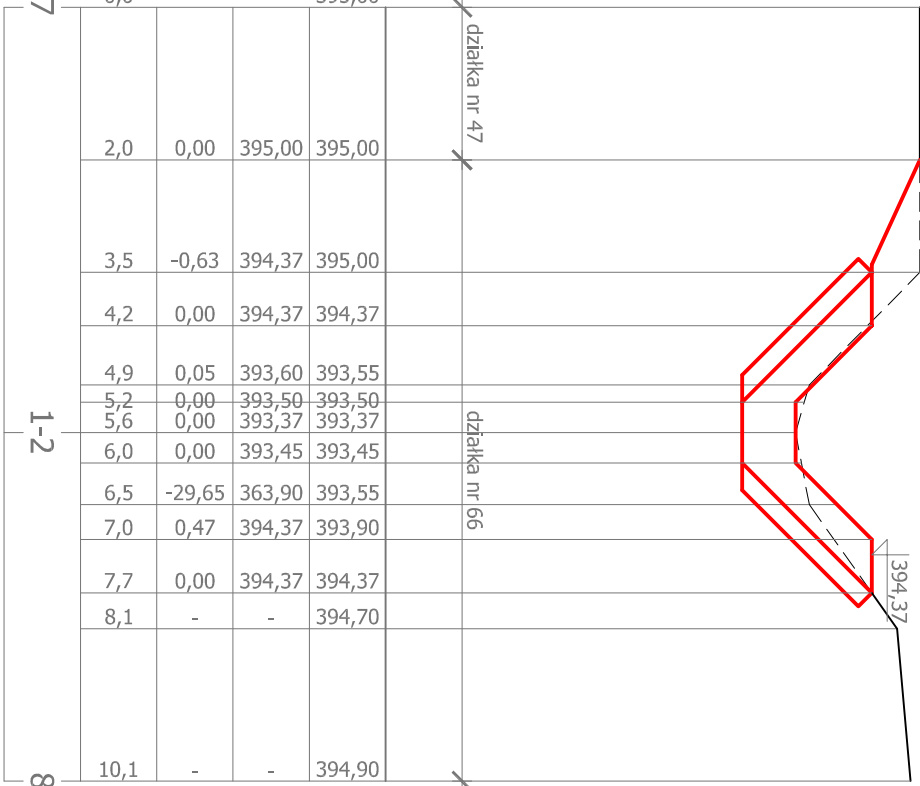 7
działka nr 47
2,0 0,00 395,00 395,00
3,5 -0,63 394,37 395,00
4,2 0,00 394,37 394,37
4,9 0,05 393,60 393,55
5,2 0,00 393,50 393,50
5,6 0,00 393,37 393,37
1-2
6,0 0,00 393,45 393,45
działka nr 66
6,5 -29,65 363,90 393,55
7,0 0,47 394,37 393,90
7,7 0,00 394,37 394,37
394,37
8,1 - - 394,70
10,1 - - 394,90
8